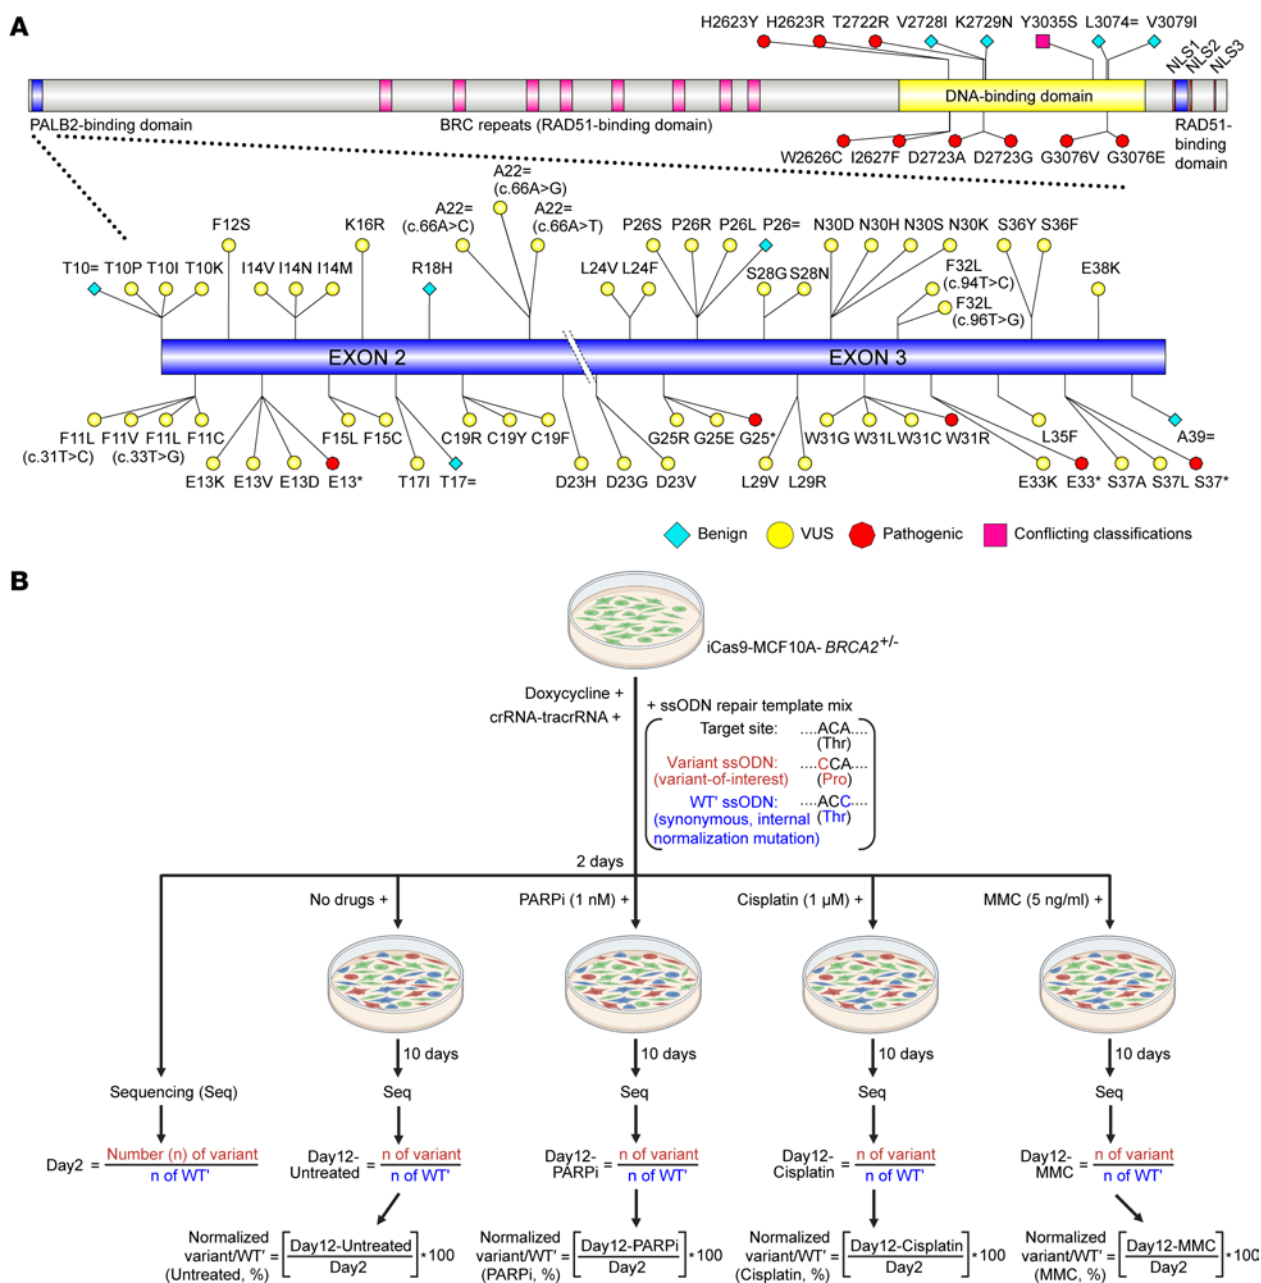 A
H2623Y H2623R T2722R V2728I K2729N Y3035S L3074= V3079I
NLS1
NLS2
NLS3
DNA-binding domain
PALB2-binding domain
BRC repeats (RAD51-binding domain)
RAD51-
binding
domain
W2626C I2627F D2723A D2723G G3076V G3076E
A22=
(c.66A>G)
F12S
K16R
A22=
(c.66A>C)
A22=
(c.66A>T)
P26S P26R P26L P26=
N30D N30H N30S N30K
S36Y S36F
T10= T10P T10I T10K
I14V I14N I14M
R18H
L24V L24F
S28G S28N
F32L
(c.94T>C)
F32L
(c.96T>G)
E38K
EXON 2
EXON 3
F11L
(c.31T>C)
F11V
F11L
(c.33T>G)
F11C
F15L F15C
C19R C19Y C19F
G25R G25E G25*
W31G W31L W31C W31R
L35F
A39=
E13K E13V E13D E13*
T17I T17=
D23H D23G D23V
L29V L29R
E33K E33* S37A S37L S37*
Benign
VUS
Pathogenic
Conflicting classifications
B
iCas9-MCF10A- BRCA2+/-
Doxycycline +
crRNA-tracrRNA +
+ ssODN repair template mix
Target site: ....ACA....
(Thr)
Variant ssODN: ....CCA....
(variant-of-interest) (Pro)
WT' ssODN: ....ACC....
(synonymous, internal (Thr)
normalization mutation)
2 days
No drugs +
PARPi (1 nM) +
Cisplatin (1 µM) +
MMC (5 ng/ml) +
10 days
10 days
10 days
10 days
Sequencing (Seq)
Seq
Seq
Seq
Seq
Day2 = Number (n) of variant
n of WT'
Day12-
Untreated = n of variant
n of WT'
Day12-
PARPi = n of variant
n of WT'
Day12-
Cisplatin = n of variant
n of WT'
Day12-
MMC = n of variant
n of WT'
Normalized
variant/WT' = [Day12-Untreated
Day2] *100
(Untreated, %)
Normalized
variant/WT' = [Day12-PARPi
Day2] *100
(PARPi, %)
Normalized
variant/WT' = [Day12-Cisplatin
Day2] *100
(Cisplatin, %)
Normalized
variant/WT' = [Day12-MMC
Day2] *100
(MMC, %)